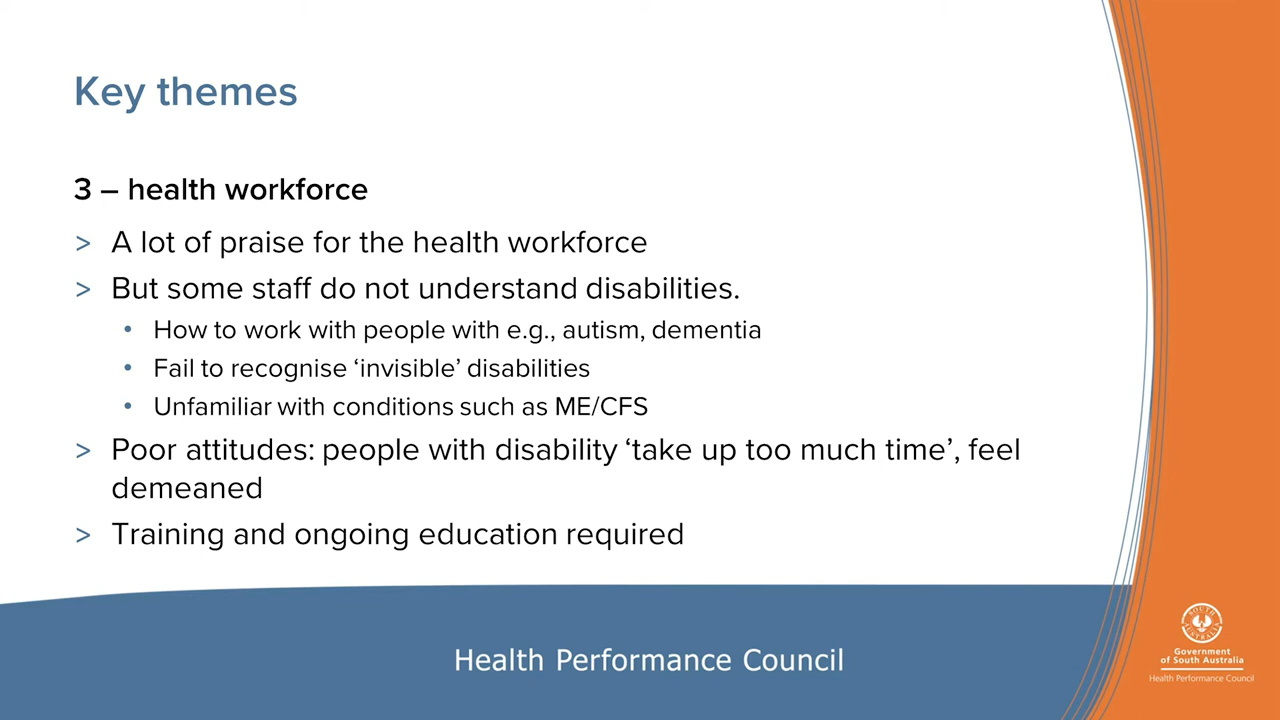 Key themes
3 – health workforce
> A lot of praise for the health workforce
> But some staff do not understand disabilities.
• How to work with people with e.g., autism, dementia
• Fail to recognise ‘invisible’ disabilities
• Unfamiliar with conditions such as ME/CFS
> Poor attitudes: people with disability ‘take up too much time’, feel
demeaned
> Training and ongoing education required
Health Performance Council
SOUTH
AUSTRALIA
Government
of South Australia
Health Performance Council